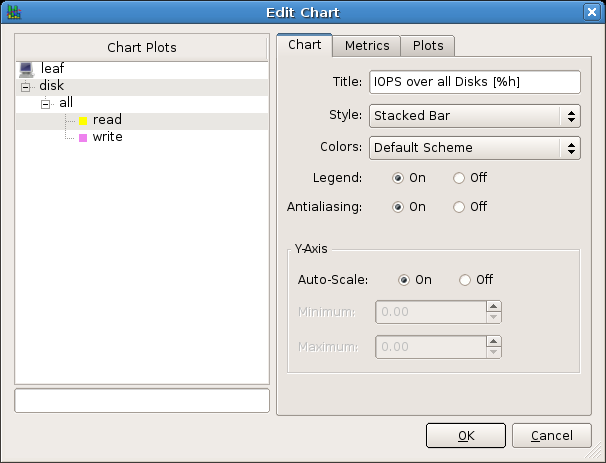 Edit Chart
Chart Plots
leaf
disk
all
read
write
Chart Metrics Plots
Title: IOPS over all Disks [%h]
Style: Stacked Bar
Colors: Default Scheme
Legend: On Off
Antialiasing: On Off
Y-Axis
Auto-Scale: On Off
Minimum: 0.00
Maximum: 0.00
OK Cancel